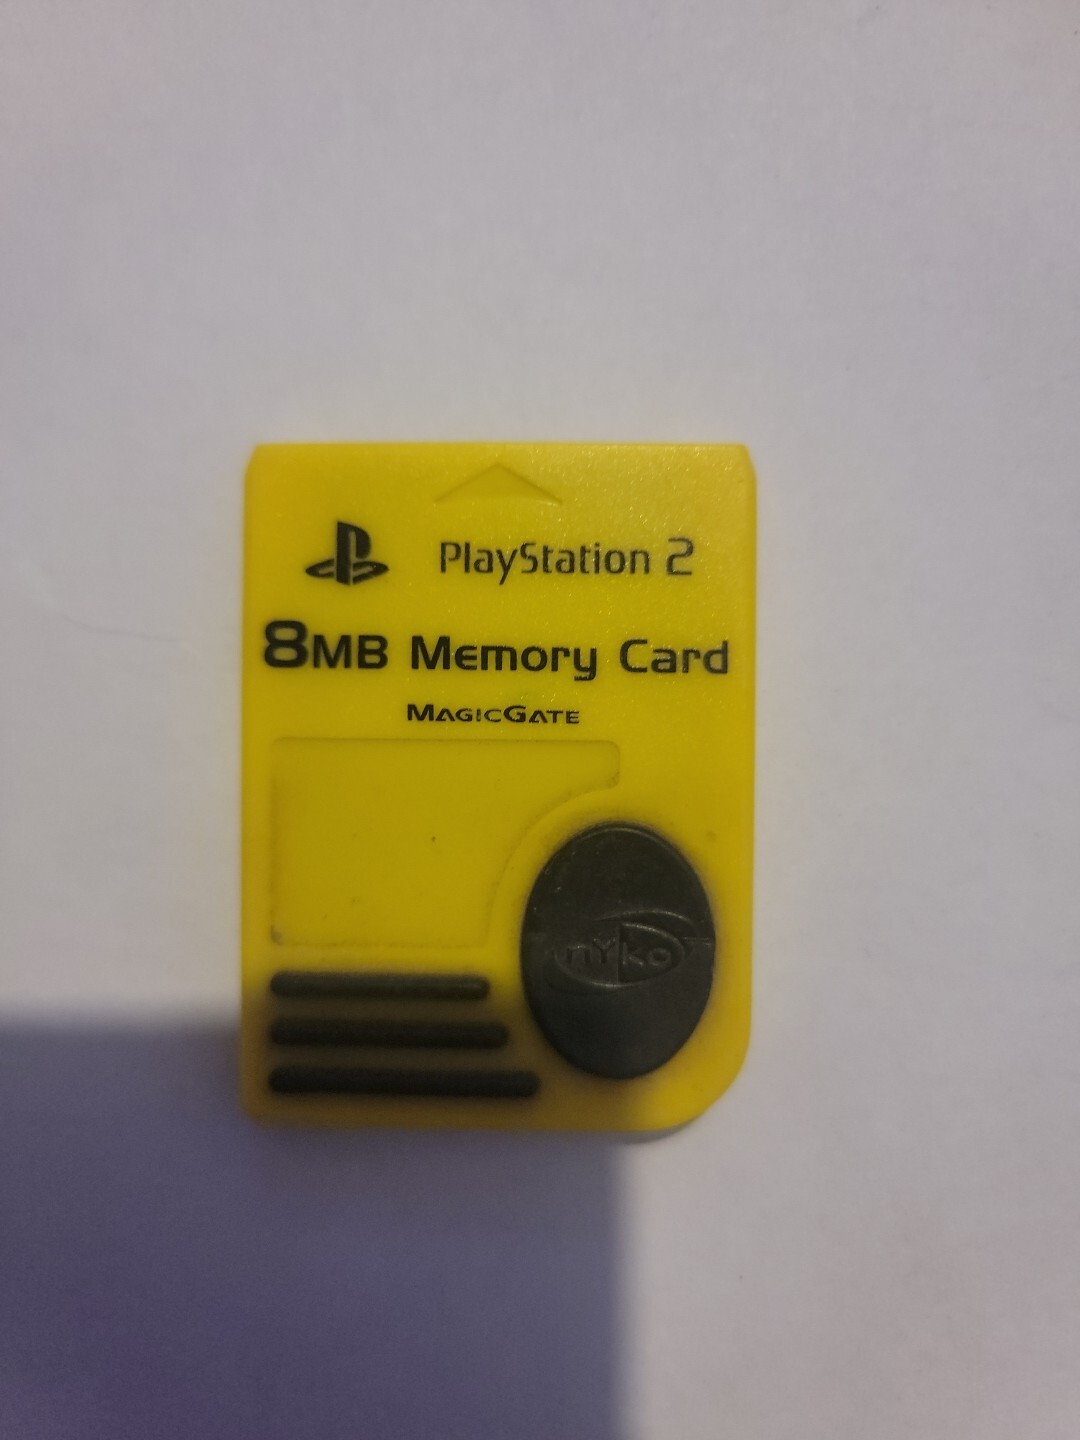 PlayStation 2
8MB Memory Card
MAGICGATE
nyko